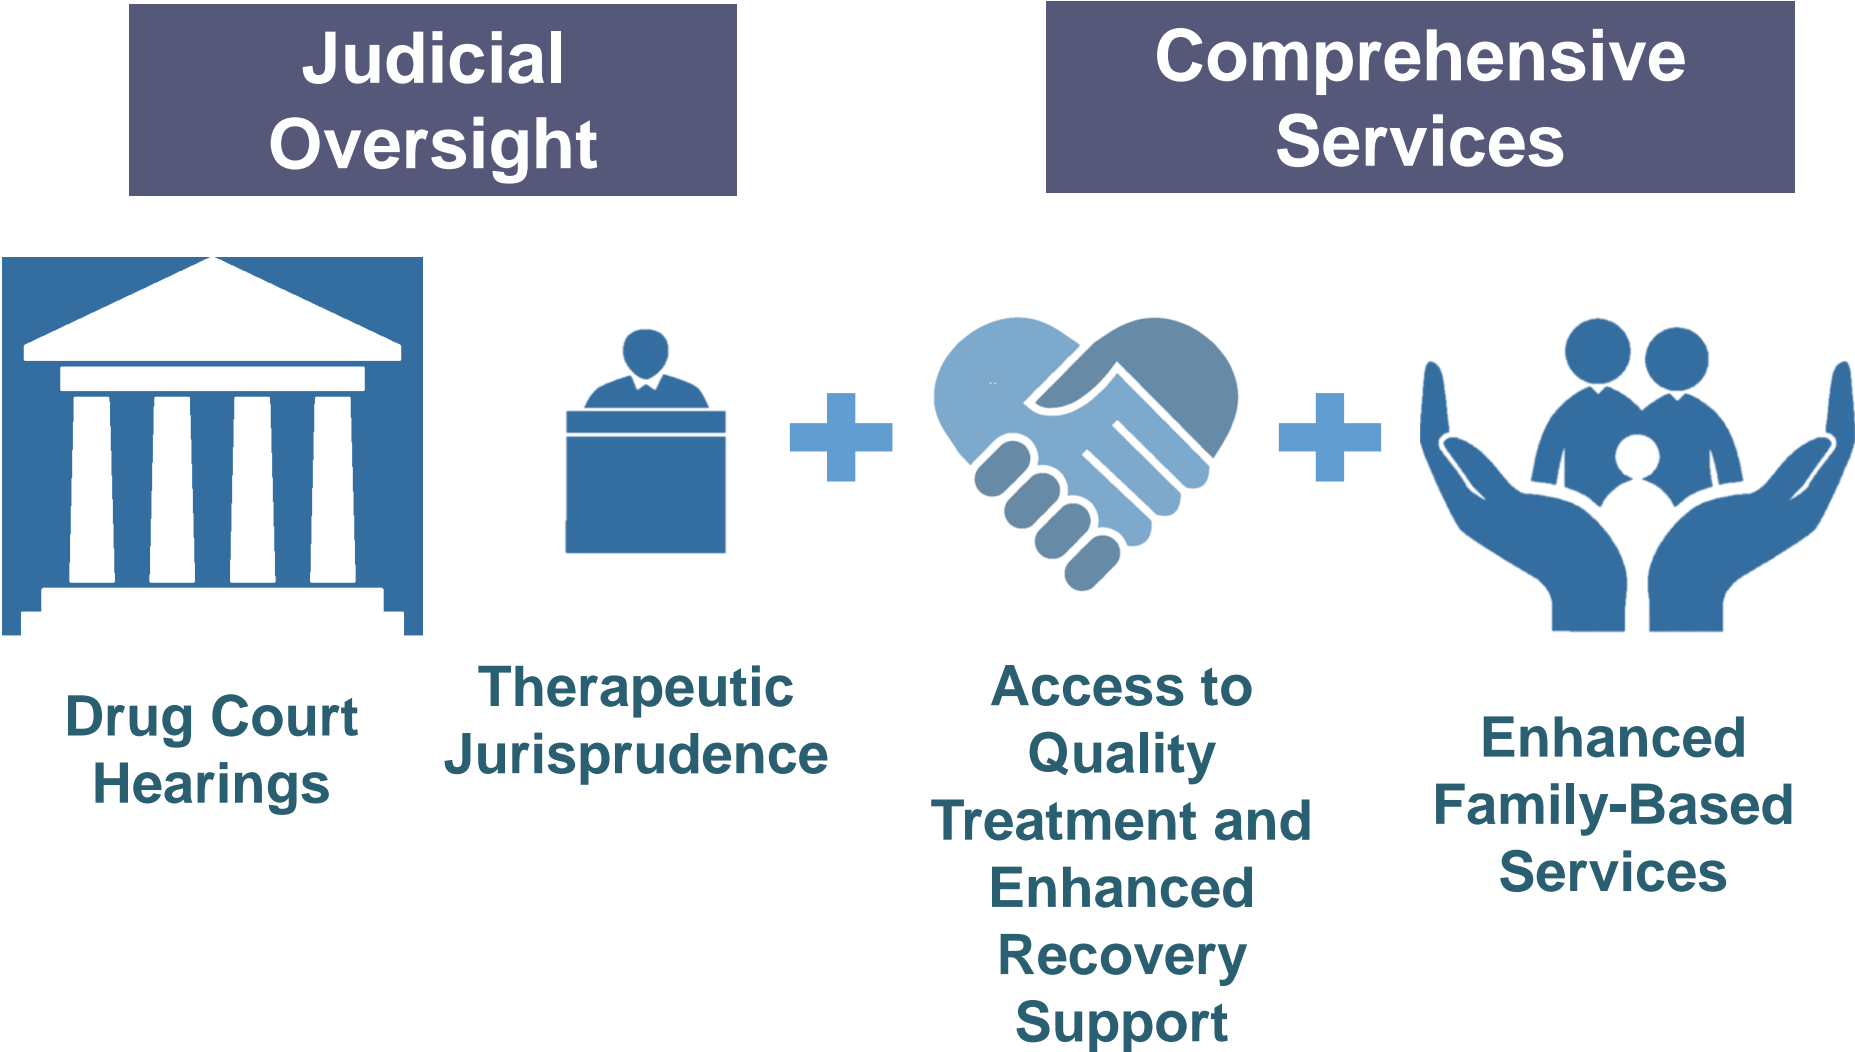 Judicial
Oversight
Comprehensive
Services
Drug Court
Hearings
Therapeutic
Jurisprudence
Access to
Quality
Treatment and
Enhanced
Recovery
Support
Enhanced
Family-Based
Services